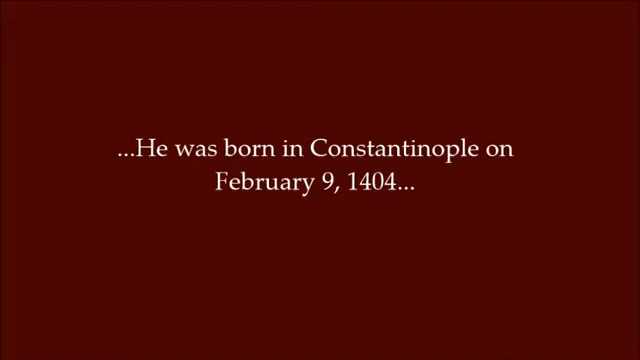 ...He was born in Constantinople on
February 9, 1404...